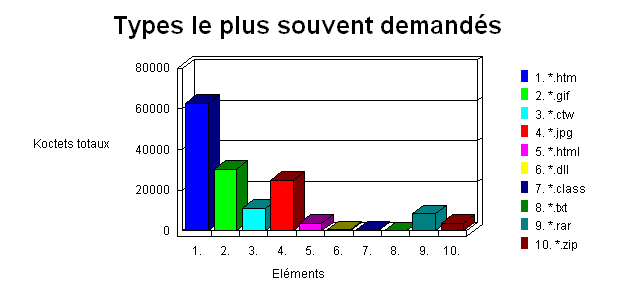 Types le plus souvent demandés
80000
60000
40000
20000
0
Koctets totaux
1. 2. 3. 4. 5. 6. 7. 8. 9. 10.
Eléments
1. *.htm
2. *.gif
3. *.ctw
4. *.jpg
5. *.html
6. *.dll
7. *.class
8. *.txt
9. *.rar
10. *.zip